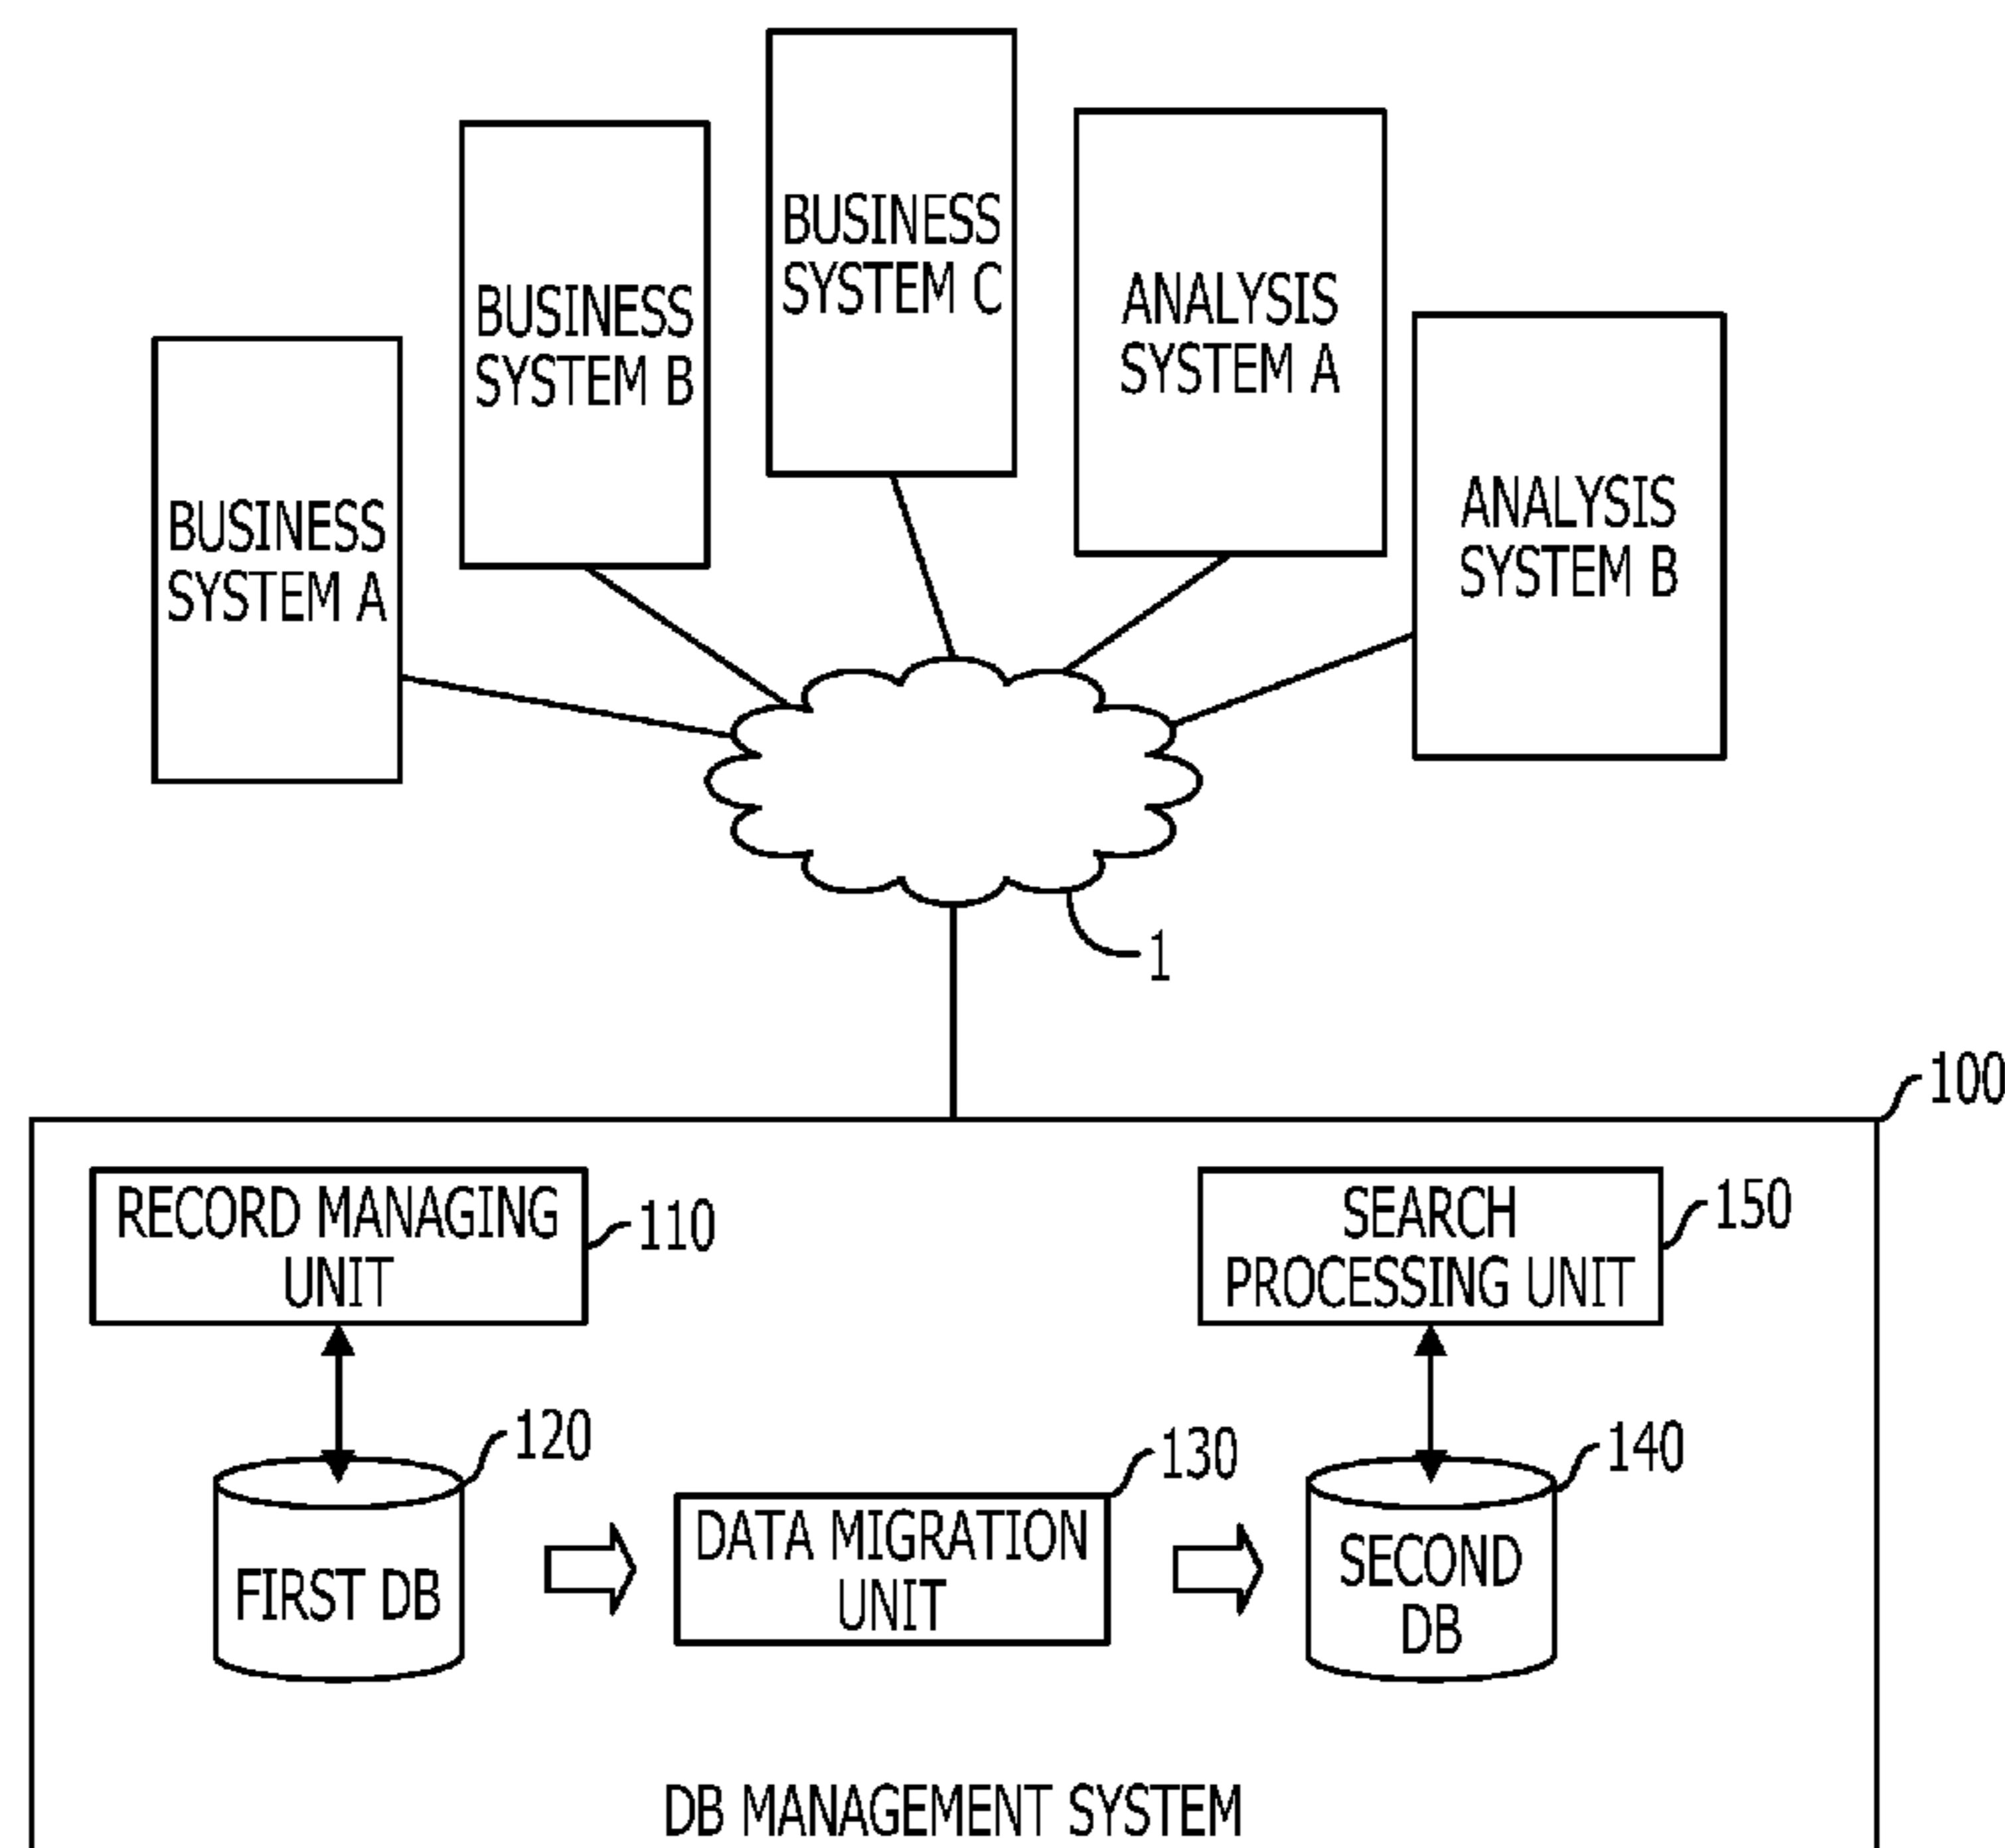 BUSINESS
SYSTEM A
BUSINESS
SYSTEM B
BUSINESS
SYSTEM C
ANALYSIS
SYSTEM A
ANALYSIS
SYSTEM B
1
100
RECORD MANAGING
UNIT
110
SEARCH
PROCESSING UNIT
150
120
FIRST DB
130
DATA MIGRATION
UNIT
140
SECOND
DB
DB MANAGEMENT SYSTEM